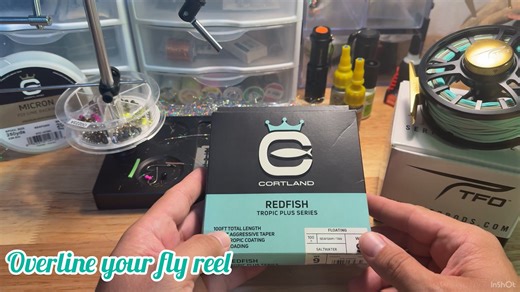 MICRON
CORTLAND
REDFISH
TROPIC PLUS SERIES
100FT TOTAL LENGTH
AGGRESSIVE TAPER
TROPIC COATING
LOADING
FLOATING
SALTWATER
9
REDFISH
TFO
Overline your fly reel
InShOt